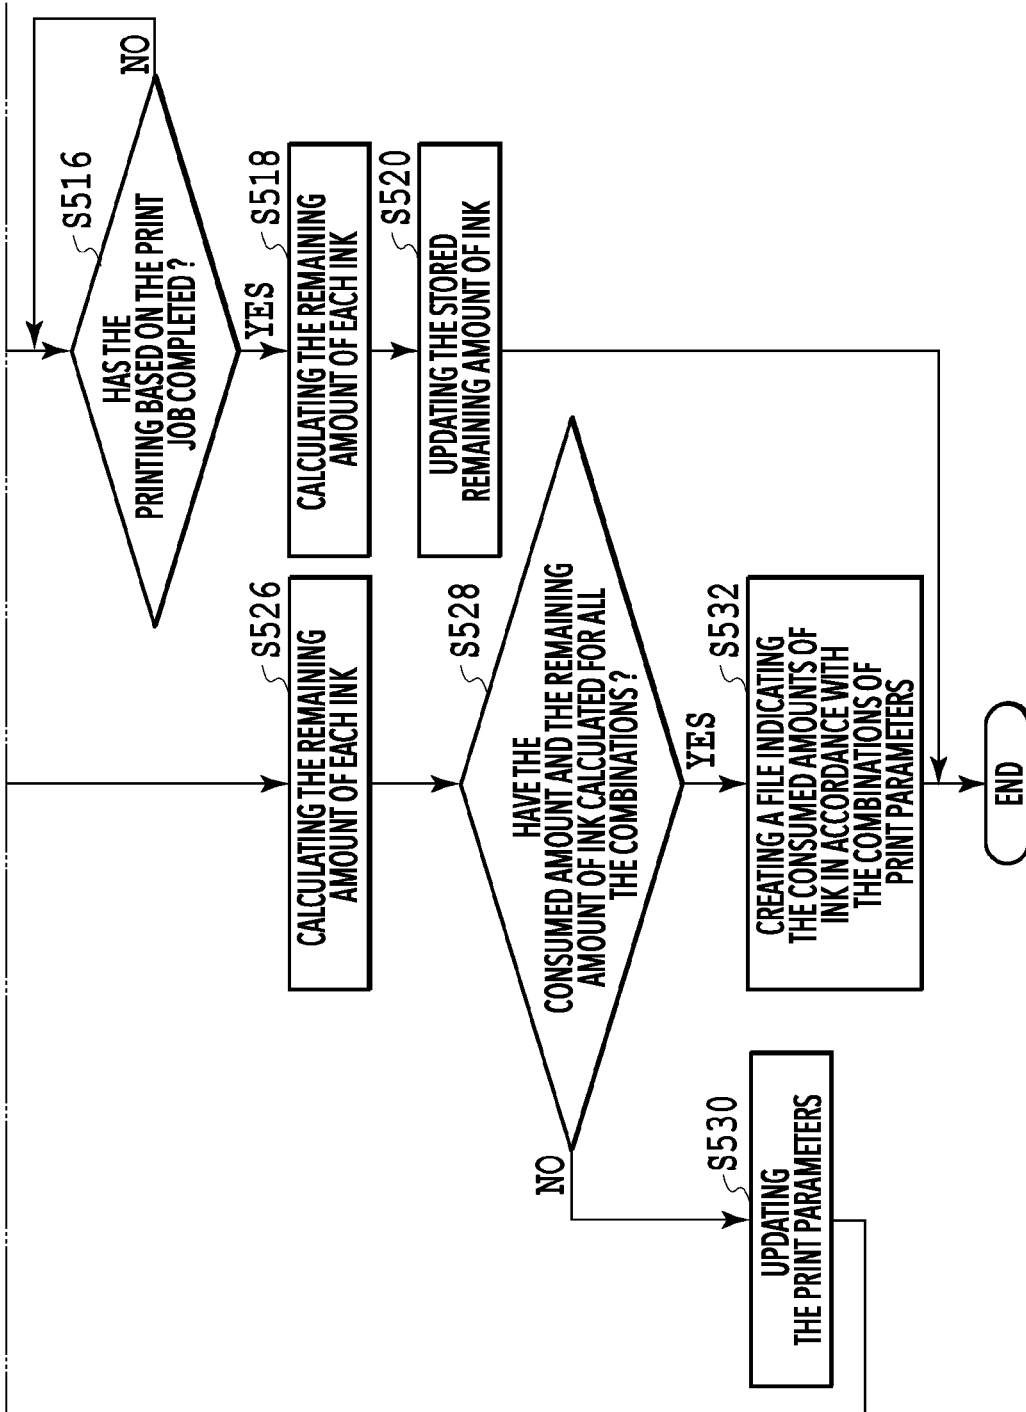 NO
S516
HAS THE
PRINTING BASED ON THE PRINT
JOB COMPLETED ?
YES
S518
CALCULATING THE REMAINING
AMOUNT OF EACH INK
S520
UPDATING THE STORED
REMAINING AMOUNT OF INK
S526
CALCULATING THE REMAINING
AMOUNT OF EACH INK
S528
HAVE THE
CONSUMED AMOUNT AND THE REMAINING
AMOUNT OF INK CALCULATED FOR ALL
THE COMBINATIONS ?
YES
NO
S530
UPDATING
THE PRINT PARAMETERS
S532
CREATING A FILE INDICATING
THE CONSUMED AMOUNTS OF
INK IN ACCORDANCE WITH
THE COMBINATIONS OF
PRINT PARAMETERS
END